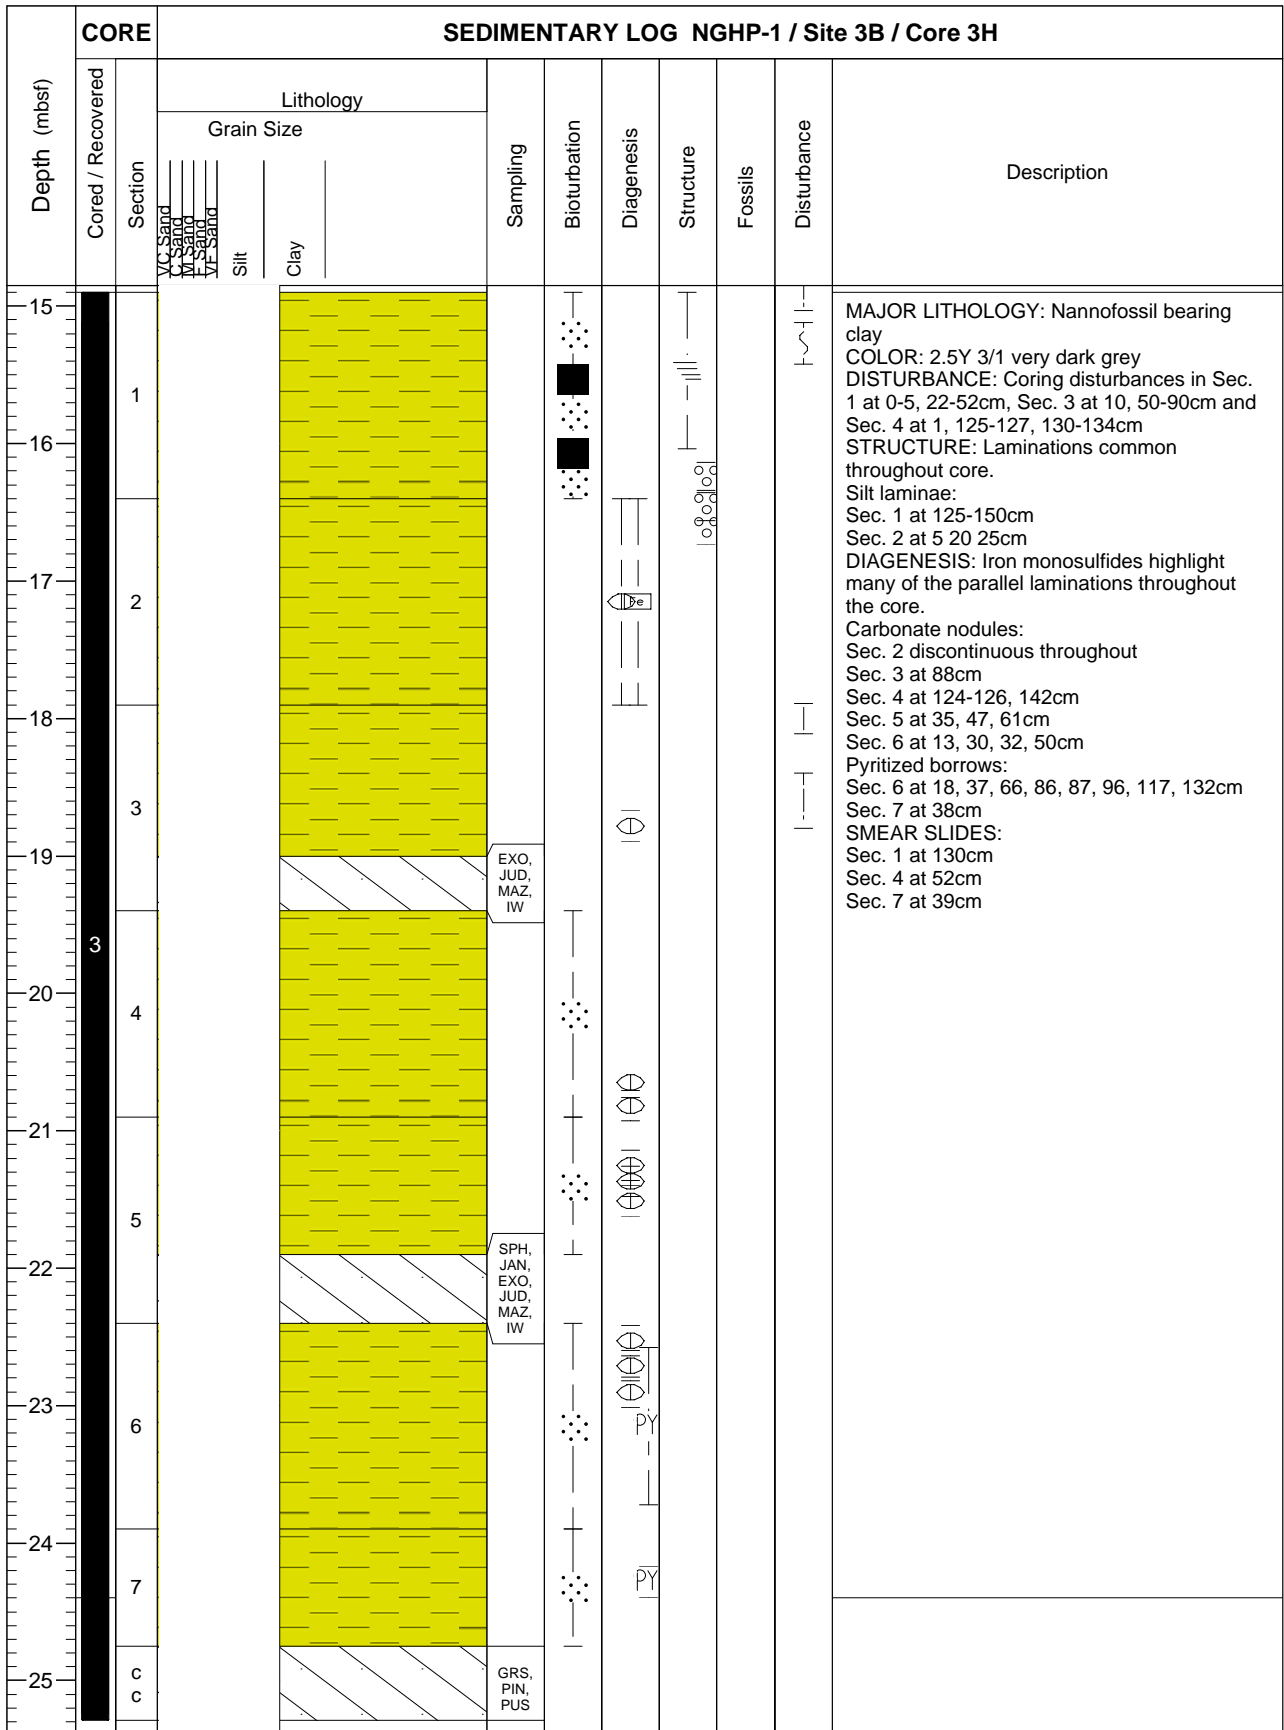 CORE
SEDIMENTARY LOG NGHP-1 / Site 3B / Core 3H
Depth (mbsf)
Cored / Recovered
Section
Lithology
Grain Size
VC Sand
C Sand
M Sand
F Sand
VF Sand
Silt
Clay
Sampling
Bioturbation
Diagenesis
Structure
Fossils
Disturbance
Description
15
16
17
18
19
20
21
22
23
24
25
3
1
2
3
4
5
6
7
c
c
EXO,
JUD,
MAZ,
IW
SPH,
JAN,
EXO,
JUD,
MAZ,
IW
GRS,
PIN,
PUS
Fe
PY
PY
MAJOR LITHOLOGY: Nannofossil bearing
clay
COLOR: 2.5Y 3/1 very dark grey
DISTURBANCE: Coring disturbances in Sec.
1 at 0-5, 22-52cm, Sec. 3 at 10, 50-90cm and
Sec. 4 at 1, 125-127, 130-134cm
STRUCTURE: Laminations common
throughout core.
Silt laminae:
Sec. 1 at 125-150cm
Sec. 2 at 5 20 25cm
DIAGENESIS: Iron monosulfides highlight
many of the parallel laminations throughout
the core.
Carbonate nodules:
Sec. 2 discontinuous throughout
Sec. 3 at 88cm
Sec. 4 at 124-126, 142cm
Sec. 5 at 35, 47, 61cm
Sec. 6 at 13, 30, 32, 50cm
Pyritized borrows:
Sec. 6 at 18, 37, 66, 86, 87, 96, 117, 132cm
Sec. 7 at 38cm
SMEAR SLIDES:
Sec. 1 at 130cm
Sec. 4 at 52cm
Sec. 7 at 39cm